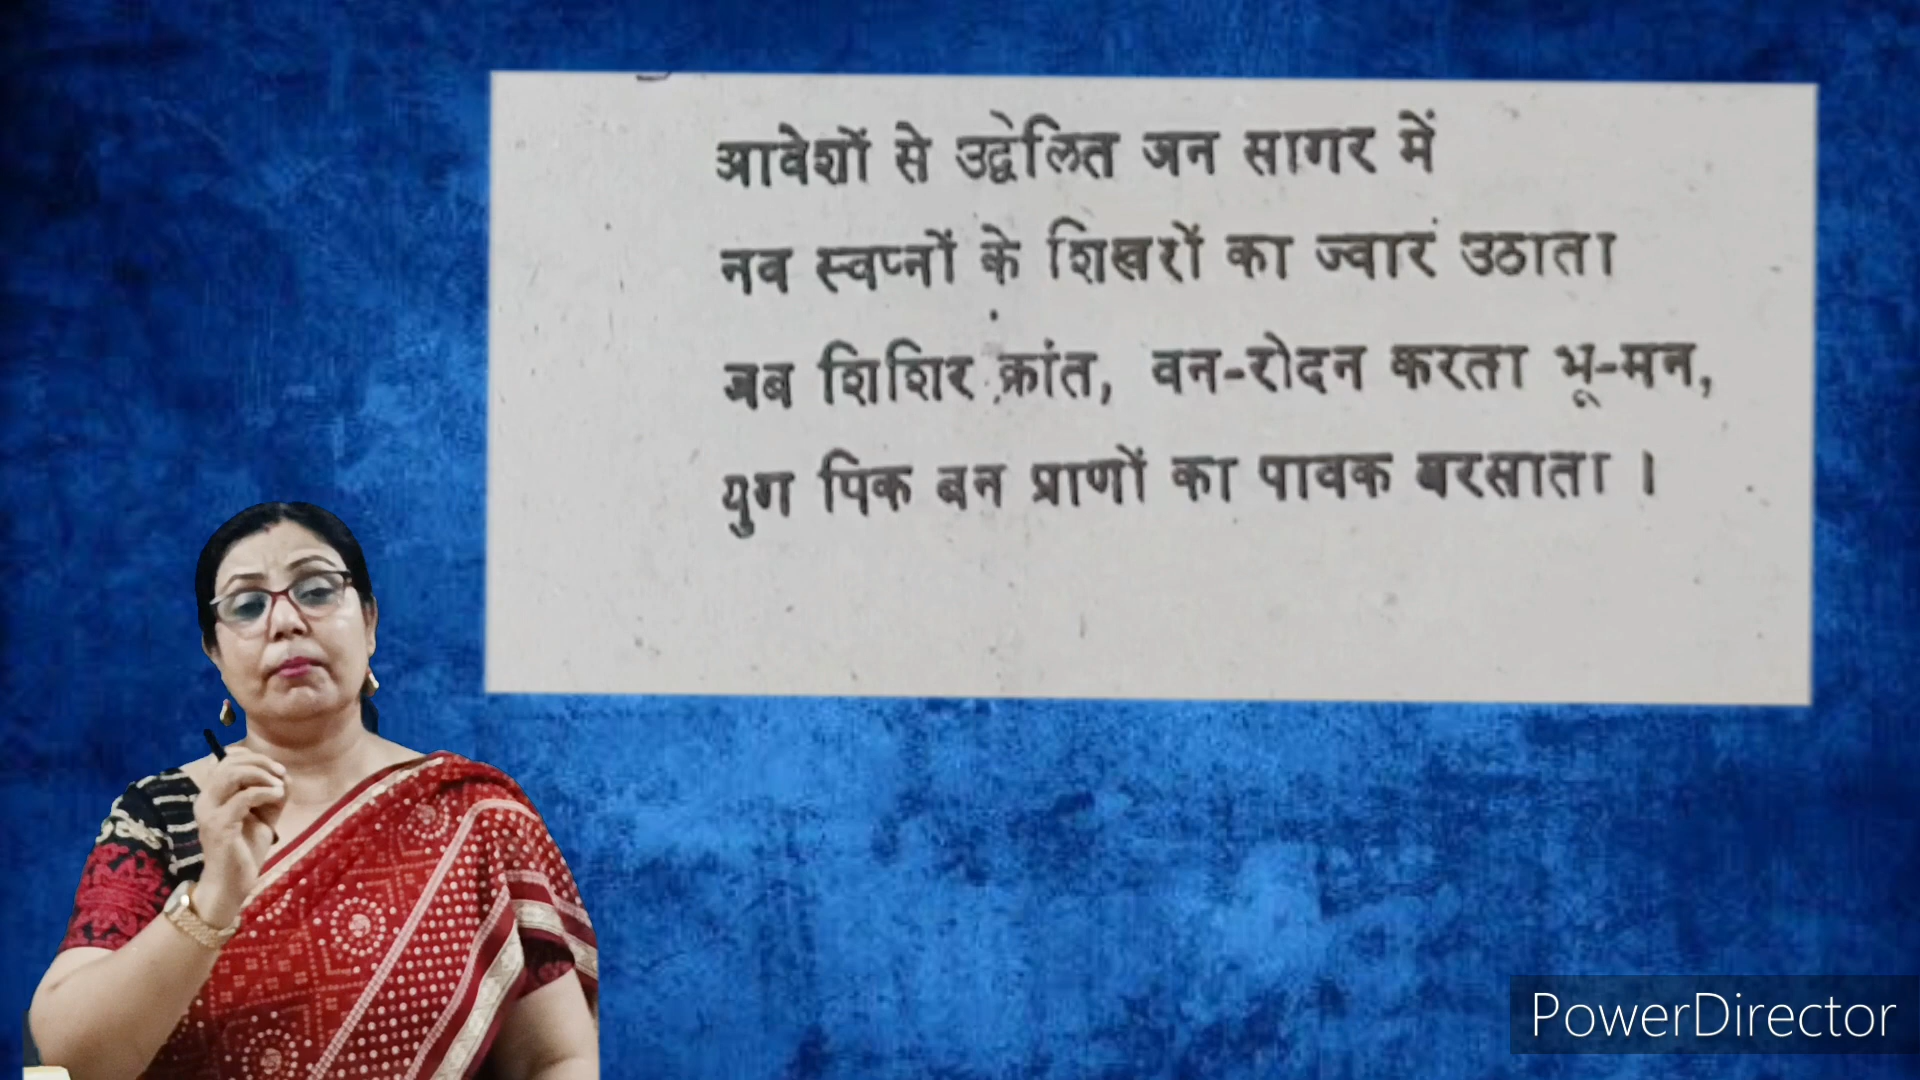 आवेशों से उद्वेलित जन सागर में
नव स्वप्नों के शिखरों का ज्वार उठाता
जब शिशिर क्रांत, वन-रोदन करता भू-मन,
युग पिक बन प्राणों का पावक बरसाता ।
PowerDirector